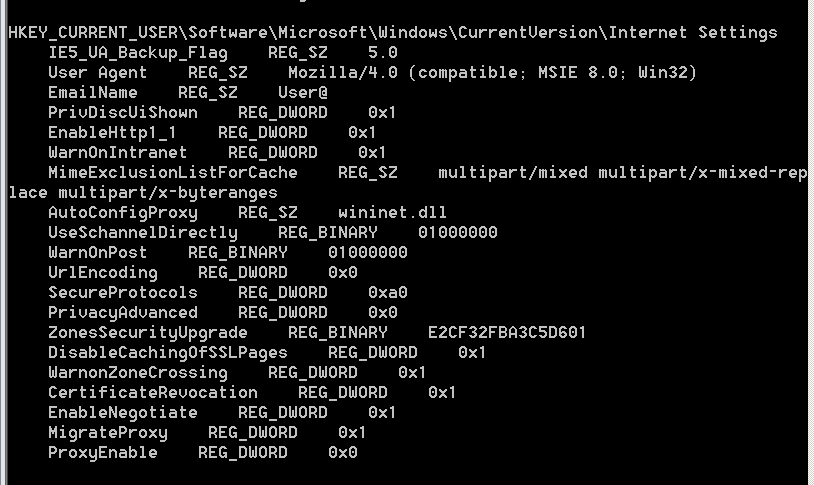 HKEY_CURRENT_USER\Software\Microsoft\Windows\CurrentVersion\Internet Settings
    IE5_UA_Backup_Flag    REG_SZ    5.0
    User Agent    REG_SZ    Mozilla/4.0 (compatible; MSIE 8.0; Win32)
    EmailName    REG_SZ    User@
    PrivDiscUiShown    REG_DWORD    0x1
    EnableHttp1_1    REG_DWORD    0x1
    WarnOnIntranet    REG_DWORD    0x1
    MimeExclusionListForCache    REG_SZ    multipart/mixed multipart/x-mixed-rep
lace multipart/x-byteranges
    AutoConfigProxy    REG_SZ    wininet.dll
    UseSchannelDirectly    REG_BINARY    01000000
    WarnOnPost    REG_BINARY    01000000
    UrlEncoding    REG_DWORD    0x0
    SecureProtocols    REG_DWORD    0xa0
    PrivacyAdvanced    REG_DWORD    0x0
    ZonesSecurityUpgrade    REG_BINARY    E2CF32FBA3C5D601
    DisableCachingOfSSLPages    REG_DWORD    0x1
    WarnonZoneCrossing    REG_DWORD    0x1
    CertificateRevocation    REG_DWORD    0x1
    EnableNegotiate    REG_DWORD    0x1
    MigrateProxy    REG_DWORD    0x1
    ProxyEnable    REG_DWORD    0x0